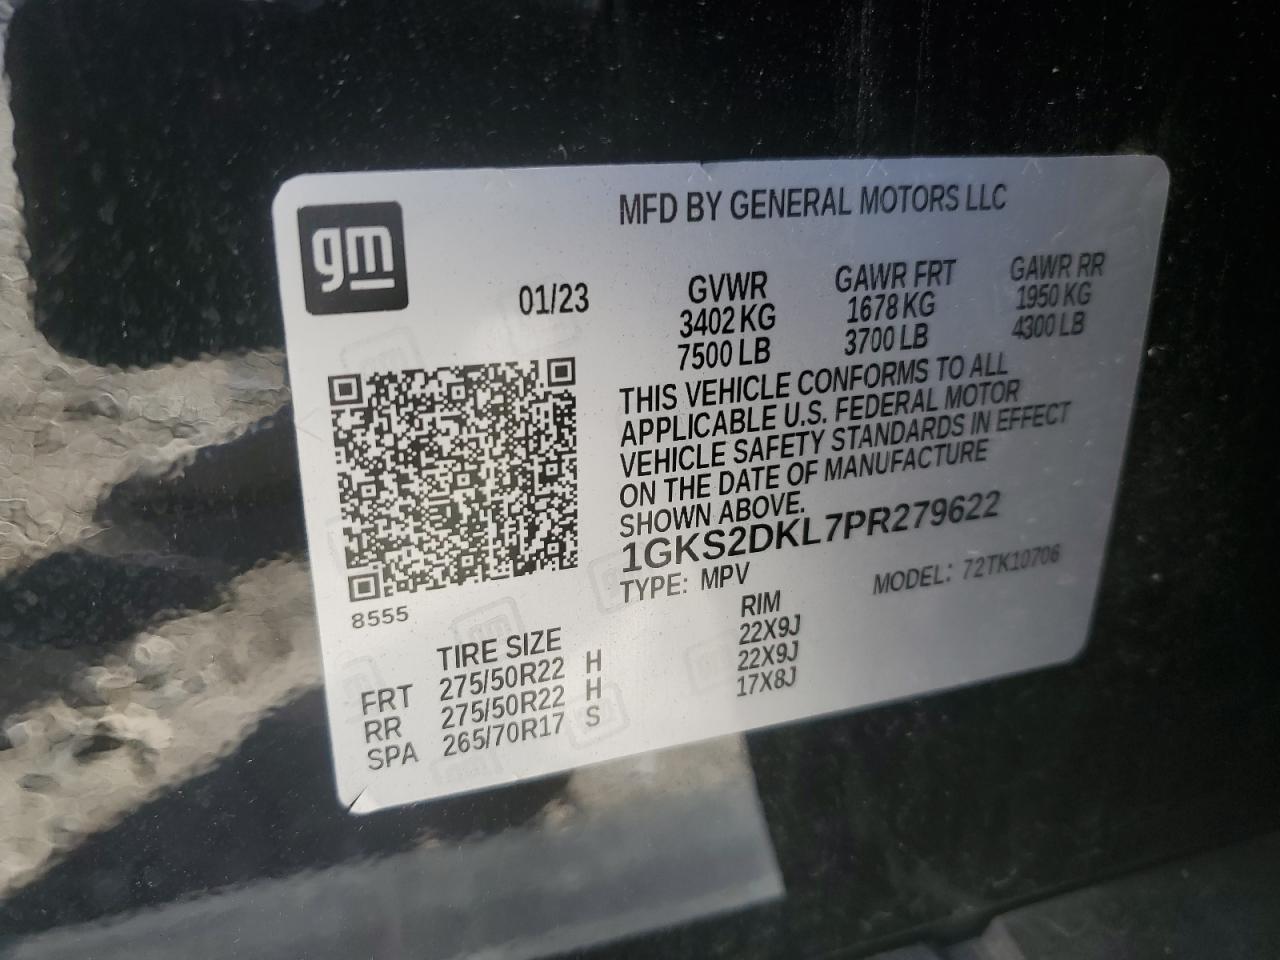 gm
MFD BY GENERAL MOTORS LLC
01/23
GVWR
3402 KG
7500 LB
GAWR FRT
1678 KG
3700 LB
GAWR RR
1950 KG
4300 LB
THIS VEHICLE CONFORMS TO ALL
APPLICABLE U.S. FEDERAL MOTOR
VEHICLE SAFETY STANDARDS IN EFFECT
ON THE DATE OF MANUFACTURE
SHOWN ABOVE.
1GKS2DKL7PR279622
TYPE: MPV MODEL: 72TK10706
8555
TIRE SIZE RIM
FRT 275/50R22 H 22X9J
RR 275/50R22 H 22X9J
SPA 265/70R17 S 17X8J